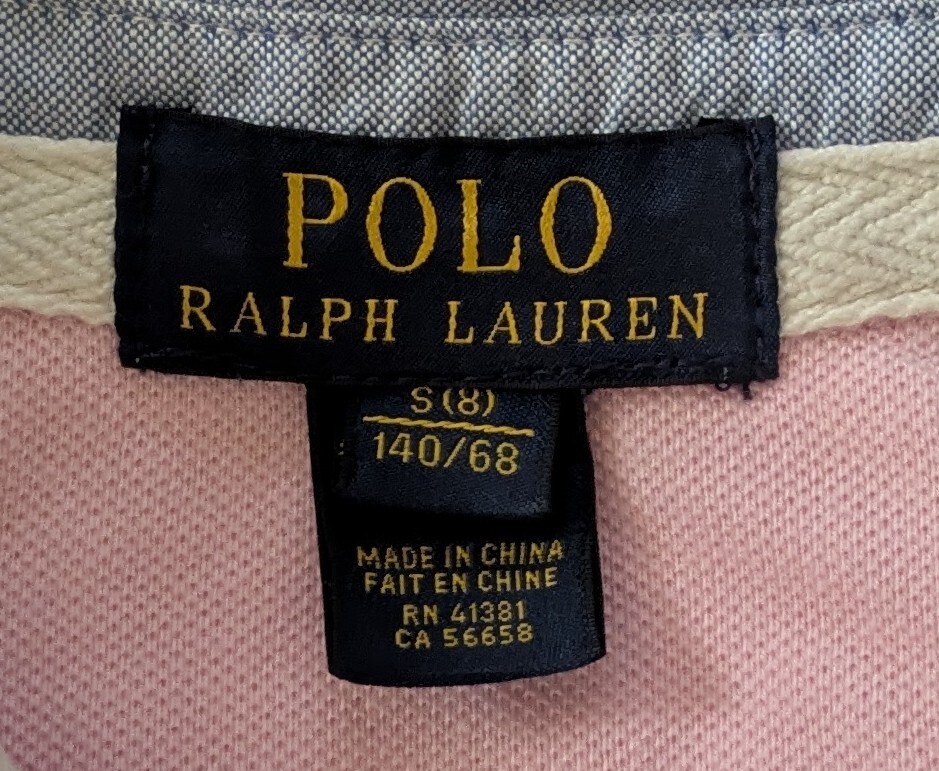 POLO
RALPH LAUREN
S (8)
140/68
MADE IN CHINA
FAIT EN CHINE
RN 41381
CA 56658